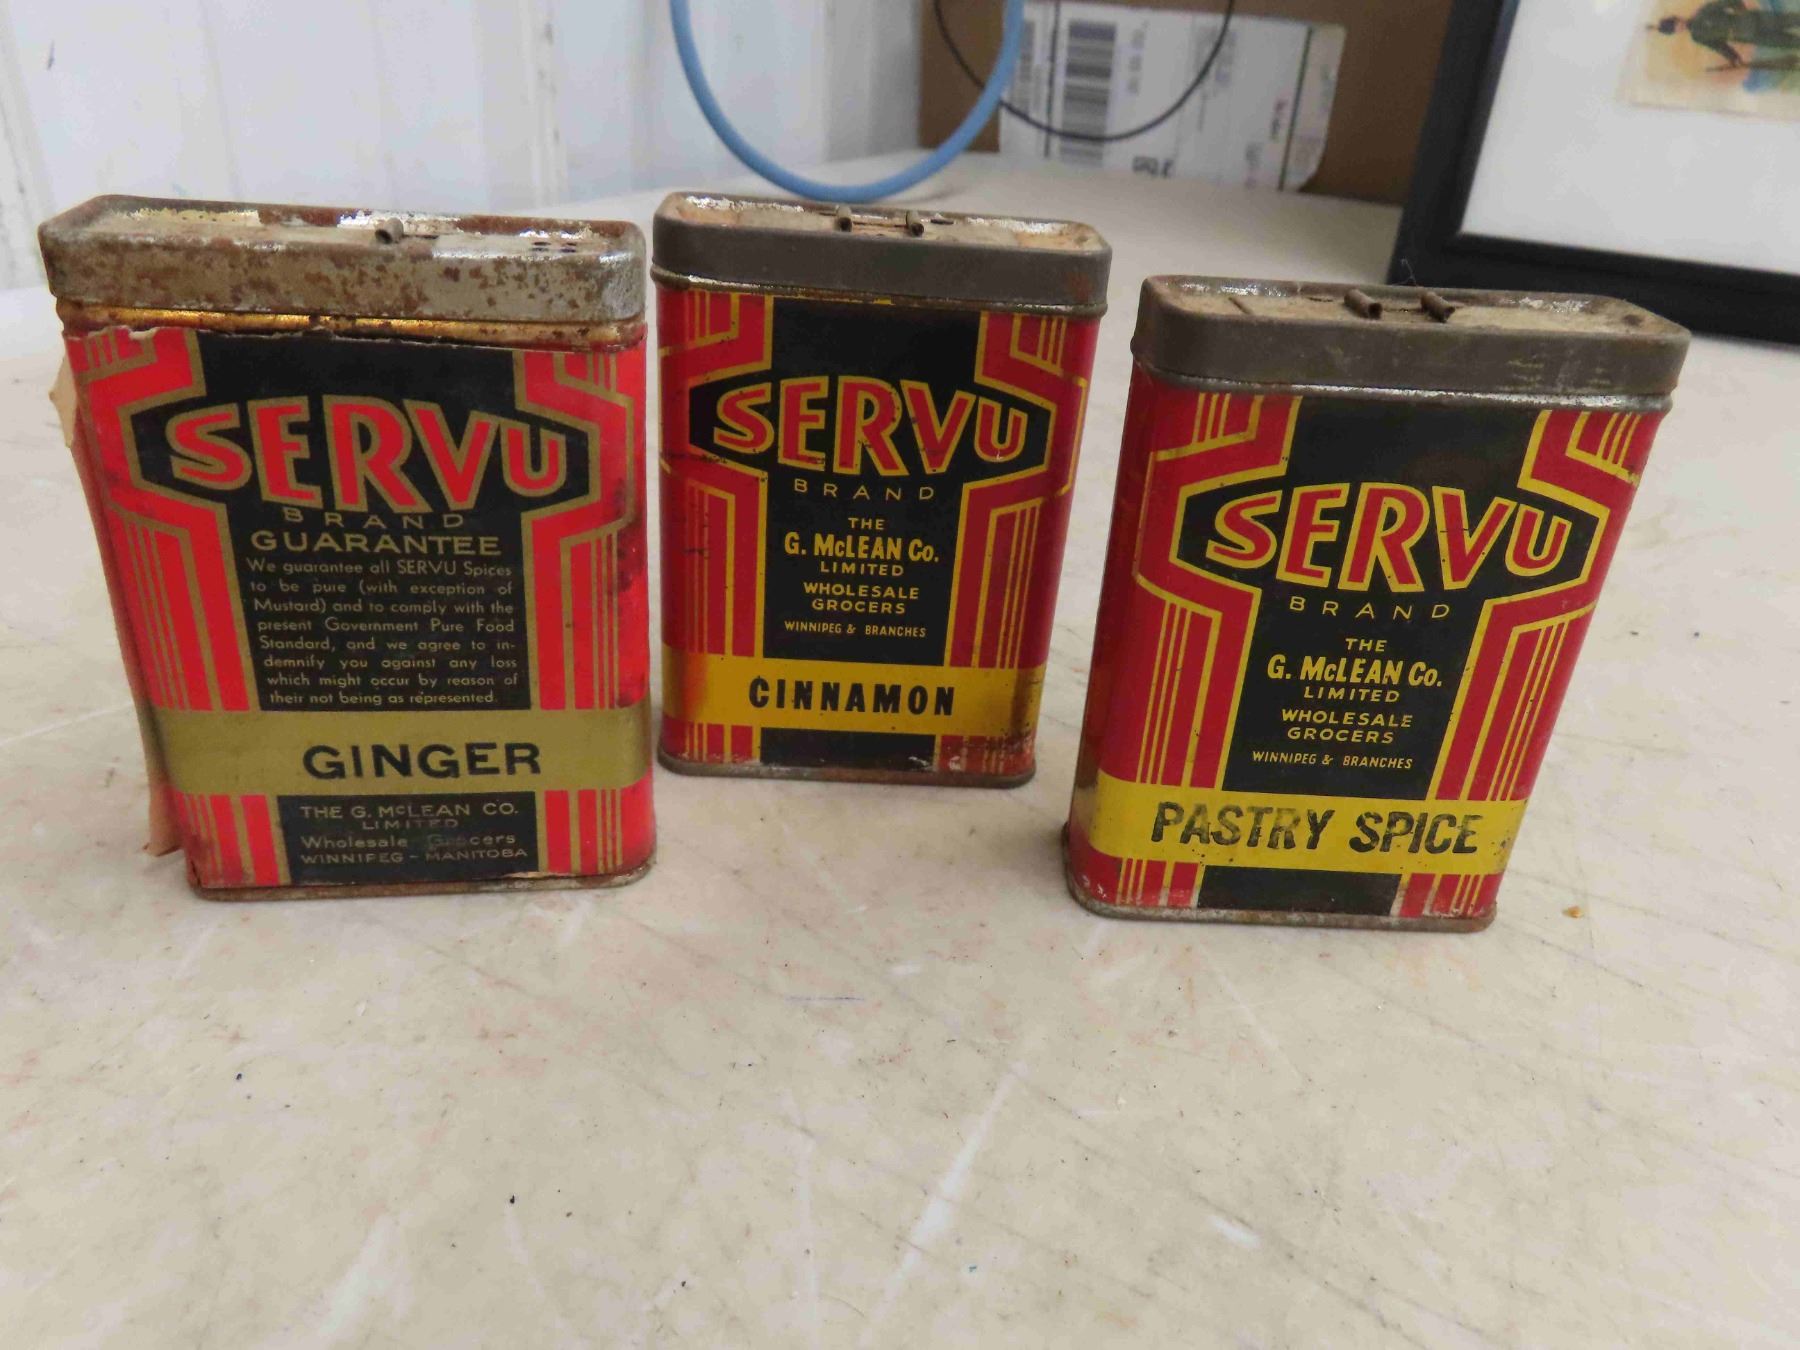 SERVU
BRAND
GUARANTEE
We guarantee all SERVU Spices
to be pure (with exception of
Mustard) and to comply with the
present Government Pure Food
Standard, and we agree to in-
demnify you against any loss
which might occur by reason of
their not being as represented.
GINGER
THE G. McLEAN CO.
LIMITED
Wholesale Grocers
WINNIPEG - MANITOBA
SERVU
BRAND
THE
G. McLEAN Co.
LIMITED
WHOLESALE
GROCERS
WINNIPEG & BRANCHES
CINNAMON
SERVU
BRAND
THE
G. McLEAN Co.
LIMITED
WHOLESALE
GROCERS
WINNIPEG & BRANCHES
PASTRY SPICE